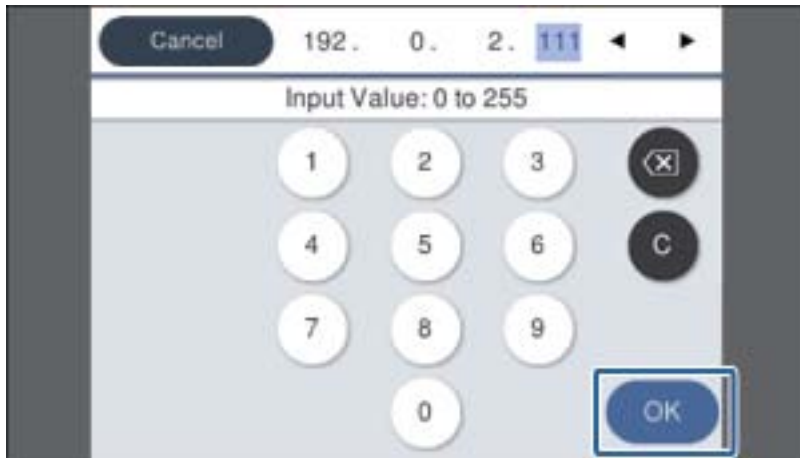 Cancel 192. 0. 2. 111 ◀ ▶
Input Value: 0 to 255
1 2 3
4 5 6 C
7 8 9
0 OK